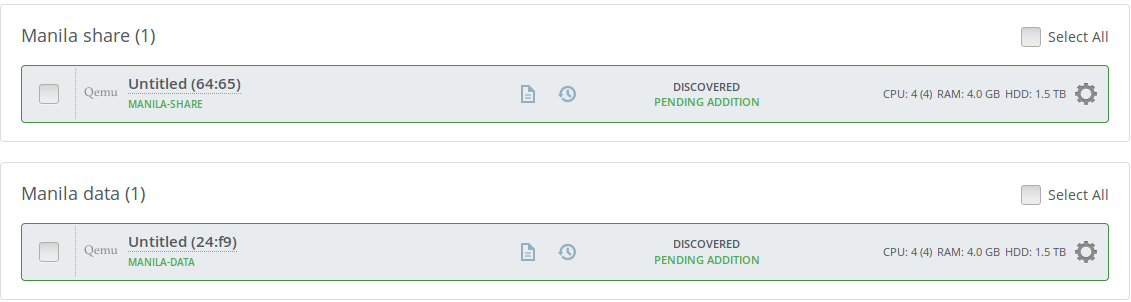 Manila share (1)
Select All
Qemu
Untitled (64:65)
MANILA-SHARE
DISCOVERED
PENDING ADDITION
CPU: 4 (4) RAM: 4.0 GB HDD: 1.5 TB
Manila data (1)
Select All
Qemu
Untitled (24:f9)
MANILA-DATA
DISCOVERED
PENDING ADDITION
CPU: 4 (4) RAM: 4.0 GB HDD: 1.5 TB